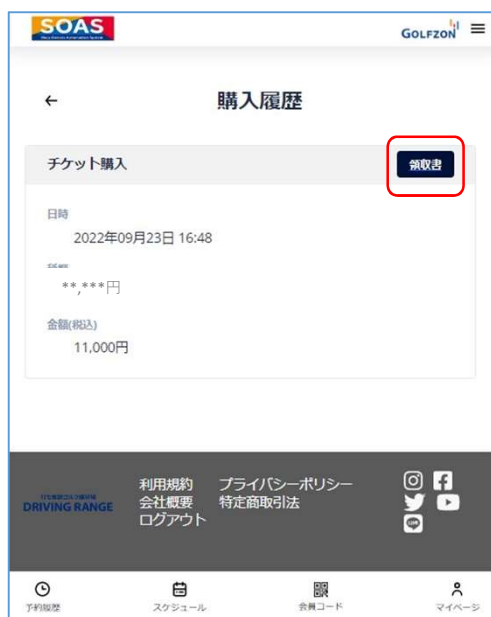 SOAS
GOLFZON
購入履歴
チケット購入
領収書
日時
2022年09月23日 16:48
**,***円
金額(税込)
11,000円
利用規約 プライバシーポリシー
会社概要 特定商取引法
ログアウト
DRIVING RANGE
LINE
予約履歴 スケジュール 会員コード マイページ